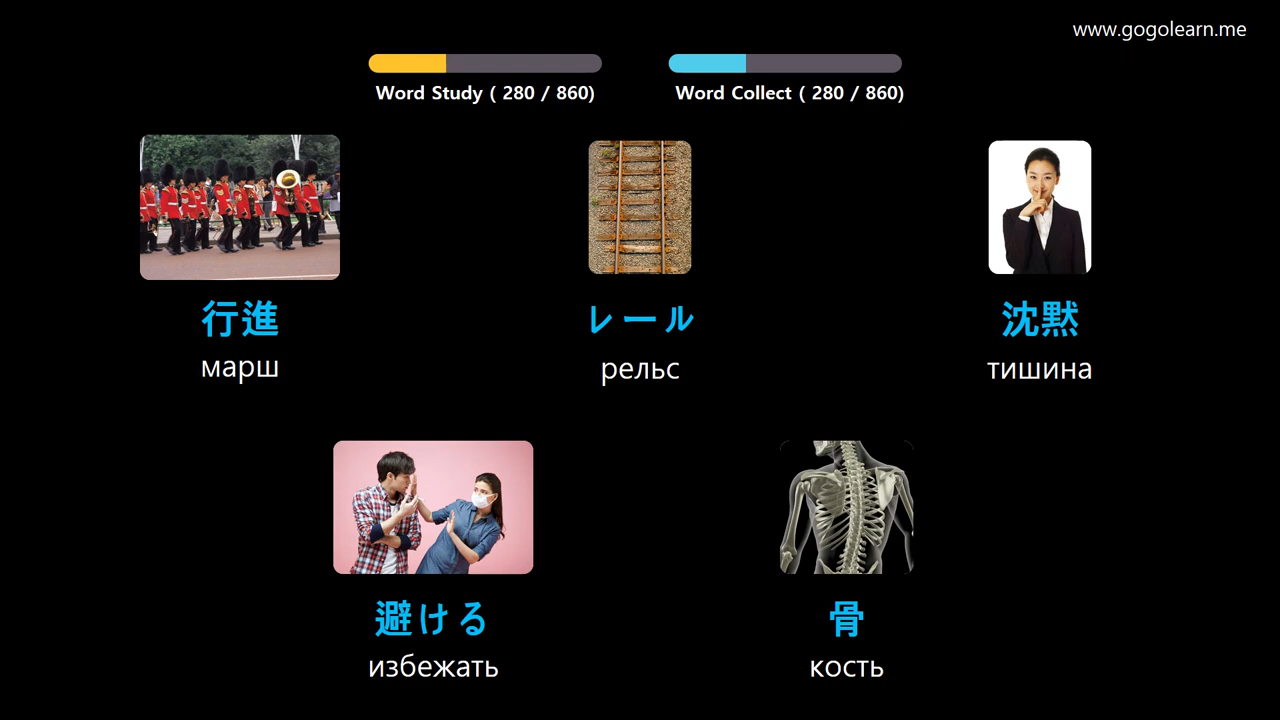 www.gogolearn.me
Word Study ( 280 / 860)
Word Collect ( 280 / 860)
行進
марш
レール
рельс
沈黙
тишина
避ける
избежать
骨
кость